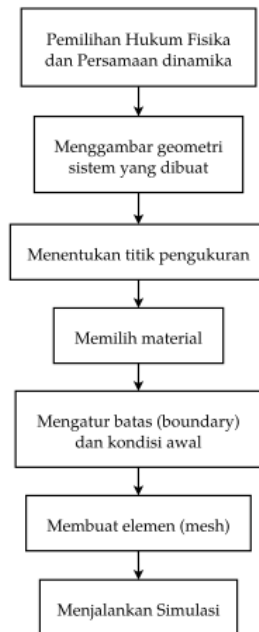 Pemilihan Hukum Fisika
dan Persamaan dinamika
Menggambar geometri
sistem yang dibuat
Menentukan titik pengukuran
Memilih material
Mengatur batas (boundary)
dan kondisi awal
Membuat elemen (mesh)
Menjalankan Simulasi